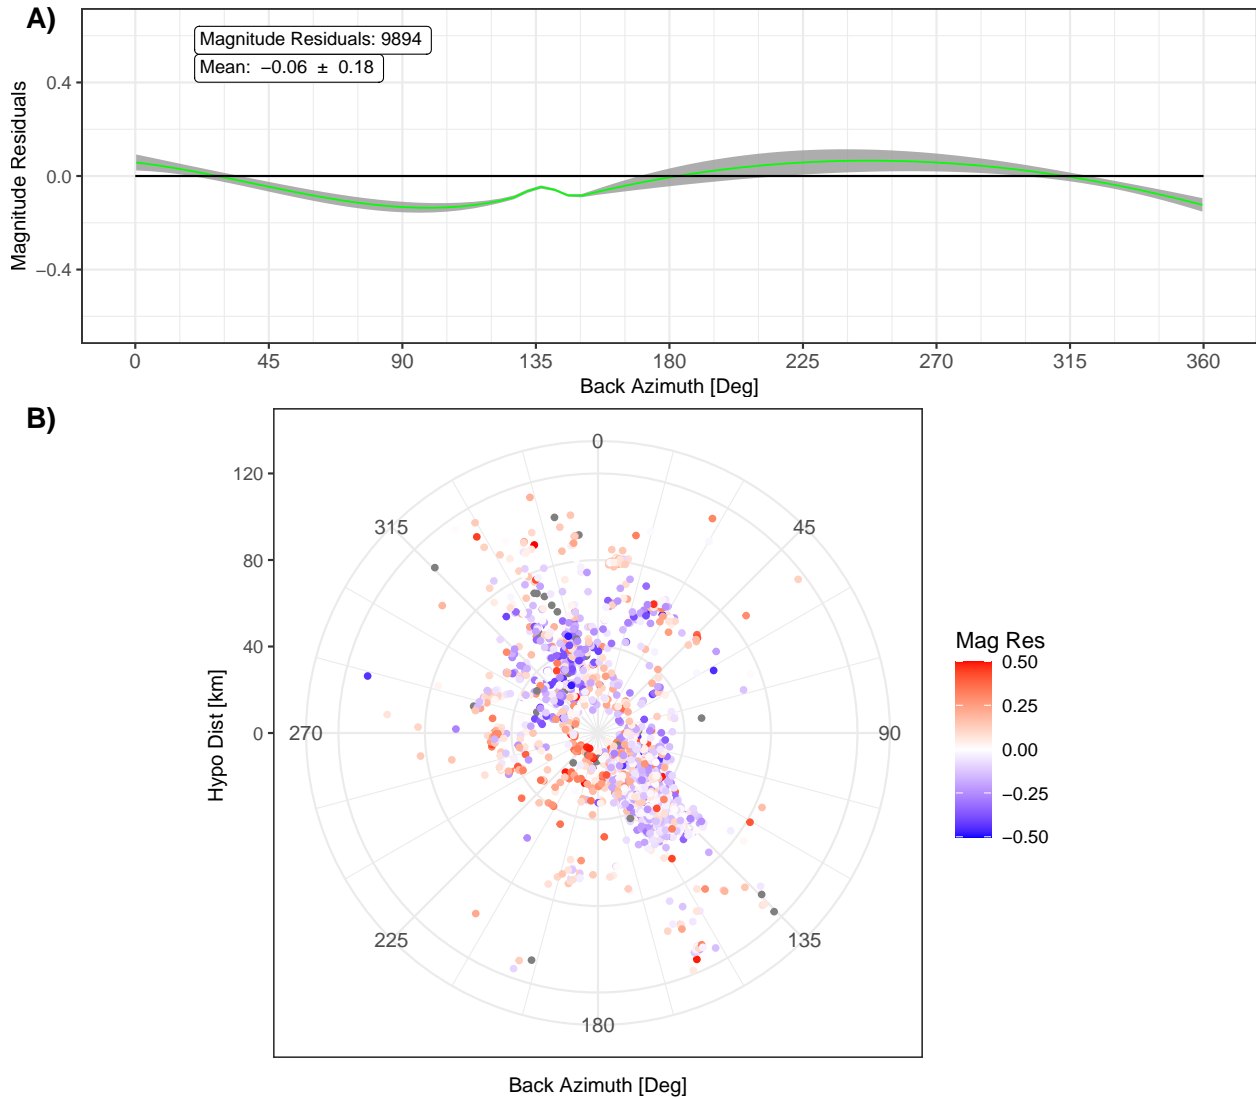 A)
Magnitude Residuals: 9894
Mean: −0.06 ± 0.18
Magnitude Residuals
0.4
0.0
−0.4
0 45 90 135 180 225 270 315 360
Back Azimuth [Deg]
B)
Hypo Dist [km]
120
80
40
0
0
45
90
135
180
225
270
315
Back Azimuth [Deg]
Mag Res
0.50
0.25
0.00
−0.25
−0.50